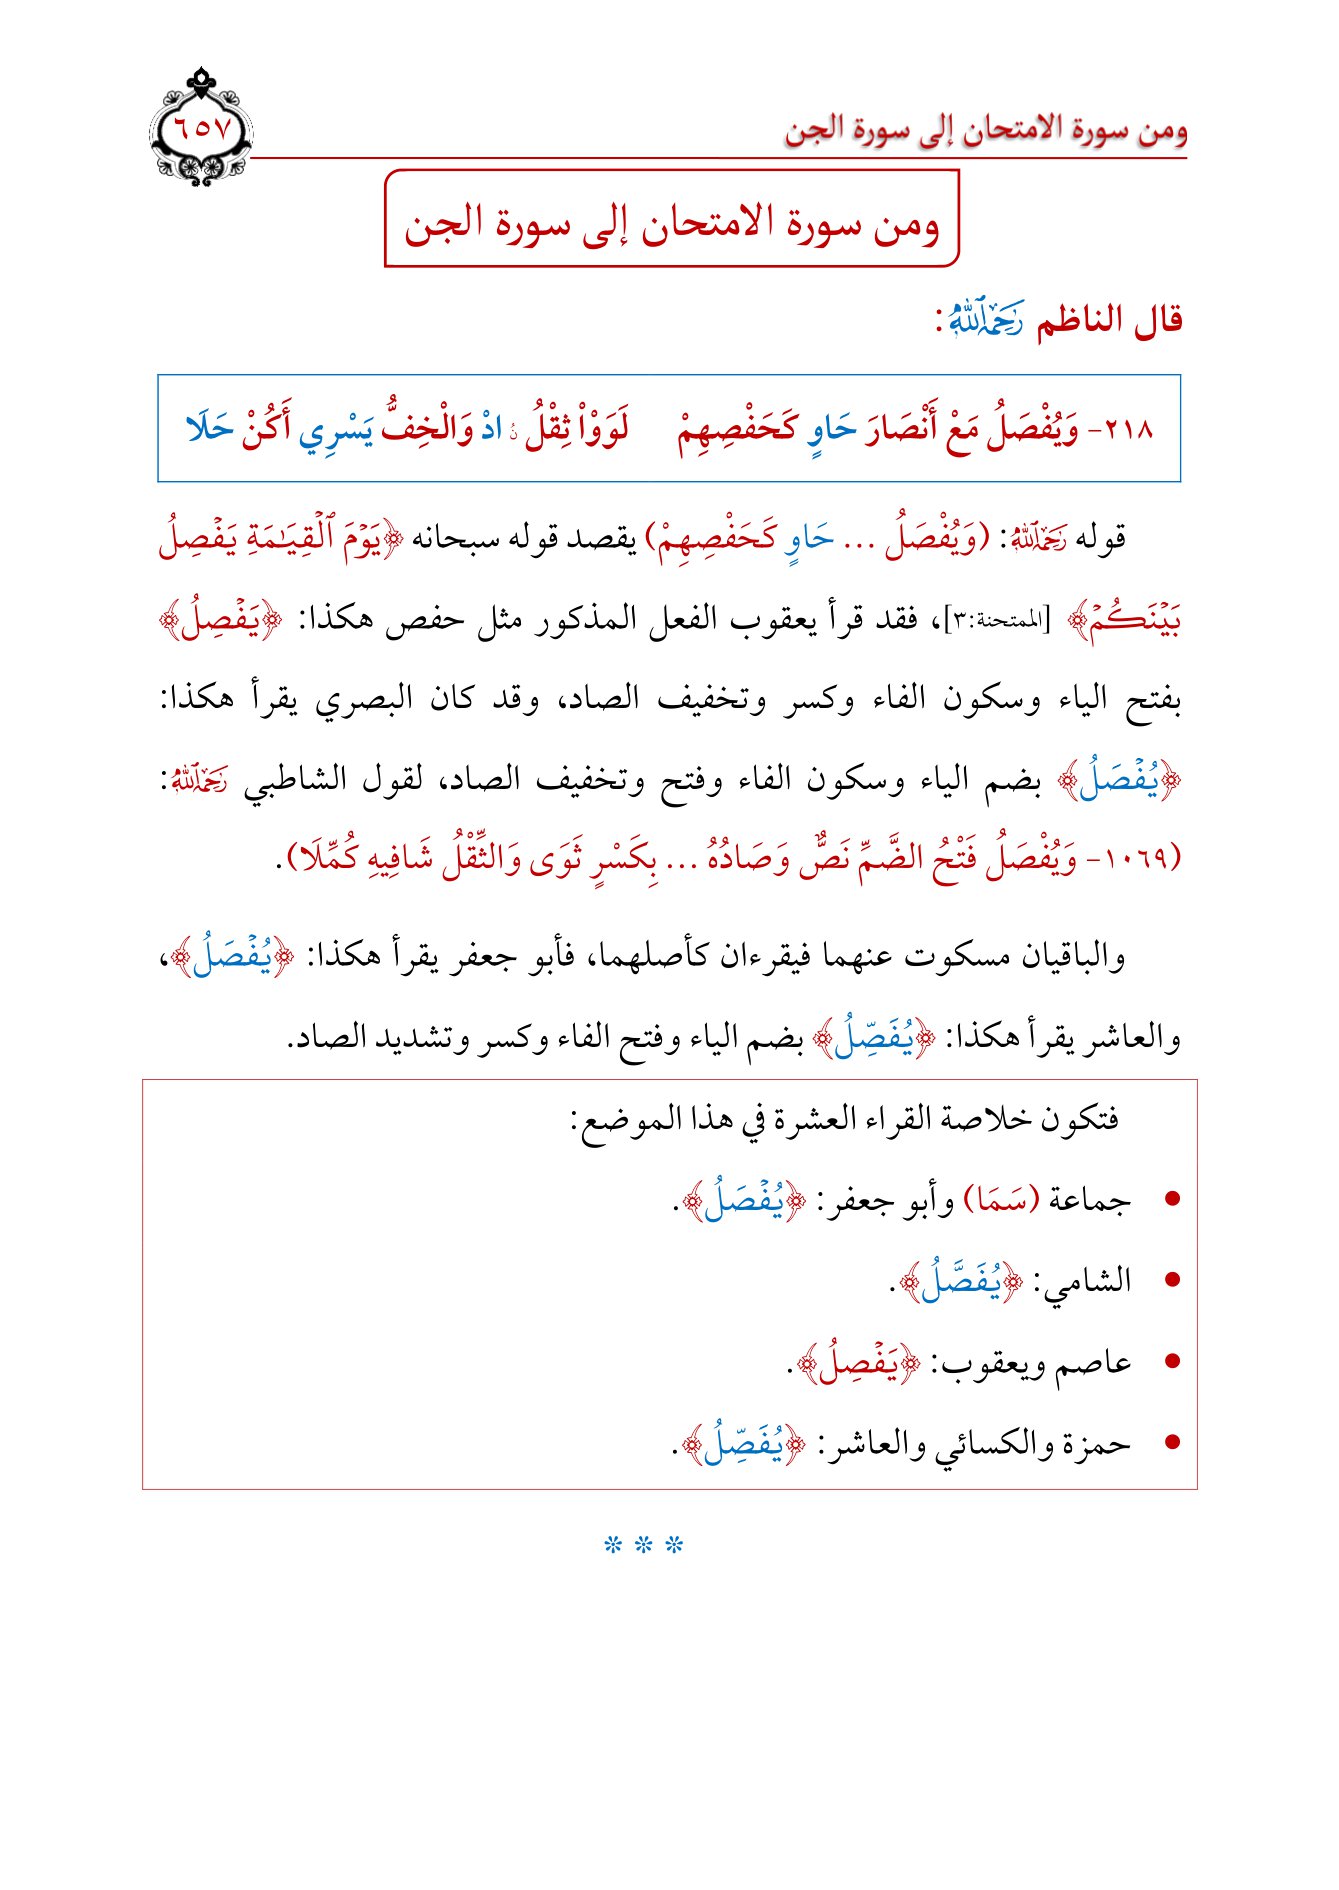 ومن سورة الامتحان إلى سورة الجن
٦٥٧
ومن سورة الامتحان إلى سورة الجن
قال الناظم رَحِمَهُ ٱللَّهُ:
٢١٨- وَيُفْصَلُ مَعْ أَنْصَارَ حَاوٍ كَحَفْصِهِمْ لَوَوْاْ ثِقْلُ نُ ادْ وَالْخِفُّ يَسْرِي أَكُنْ حَلَا
قوله رَحِمَهُ ٱللَّهُ: (وَيُفْصَلُ ... حَاوٍ كَحَفْصِهِمْ) يقصد قوله سبحانه ﴿يَوْمَ ٱلْقِيَٰمَةِ يَفْصِلُ
بَيْنَكُمْ﴾ [الممتحنة:٣]، فقد قرأ يعقوب الفعل المذكور مثل حفص هكذا: ﴿يَفْصِلُ﴾
بفتح الياء وسكون الفاء وكسر وتخفيف الصاد، وقد كان البصري يقرأ هكذا:
﴿يُفْصَلُ﴾ بضم الياء وسكون الفاء وفتح وتخفيف الصاد، لقول الشاطبي رَحِمَهُ ٱللَّهُ:
(١٠٦٩- وَيُفْصَلُ فَتْحُ الضَّمِّ نَصٌّ وَصَادُهُ ... بِكَسْرٍ ثَوَى وَالثِّقْلُ شَافِيهِ كُمِّلَا).
والباقيان مسكوت عنهما فيقرءان كأصلهما، فأبو جعفر يقرأ هكذا: ﴿يُفْصَلُ﴾،
والعاشر يقرأ هكذا: ﴿يُفَصِّلُ﴾ بضم الياء وفتح الفاء وكسر وتشديد الصاد.
فتكون خلاصة القراء العشرة في هذا الموضع:
• جماعة (سَمَا) وأبو جعفر: ﴿يُفْصَلُ﴾.
• الشامي: ﴿يُفَصَّلُ﴾.
• عاصم ويعقوب: ﴿يَفْصِلُ﴾.
• حمزة والكسائي والعاشر: ﴿يُفَصِّلُ﴾.
* * *